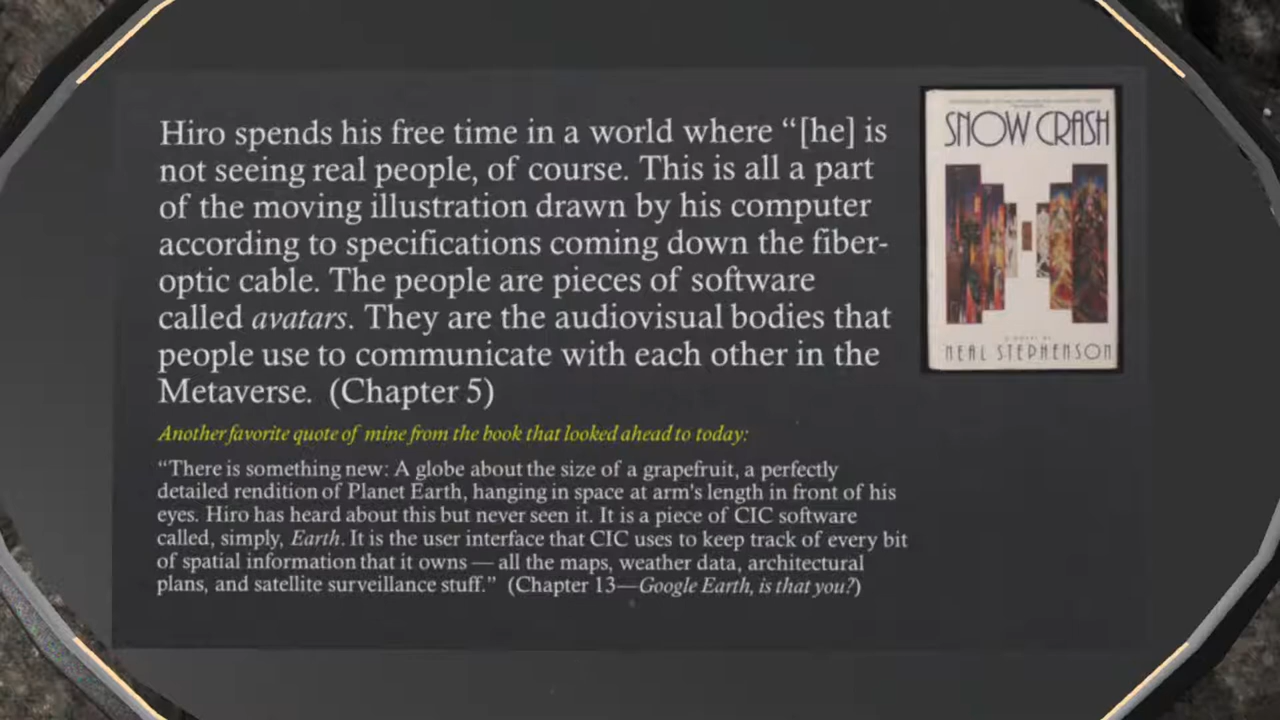 Hiro spends his free time in a world where “[he] is
not seeing real people, of course. This is all a part
of the moving illustration drawn by his computer
according to specifications coming down the fiber-
optic cable. The people are pieces of software
called avatars. They are the audiovisual bodies that
people use to communicate with each other in the
Metaverse. (Chapter 5)
Another favorite quote of mine from the book that looked ahead to today:
“There is something new: A globe about the size of a grapefruit, a perfectly
detailed rendition of Planet Earth, hanging in space at arm's length in front of his
eyes. Hiro has heard about this but never seen it. It is a piece of CIC software
called, simply, Earth. It is the user interface that CIC uses to keep track of every bit
of spatial information that it owns — all the maps, weather data, architectural
plans, and satellite surveillance stuff.” (Chapter 13—Google Earth, is that you?)
SNOW CRASH
A NOVEL BY
NEAL STEPHENSON